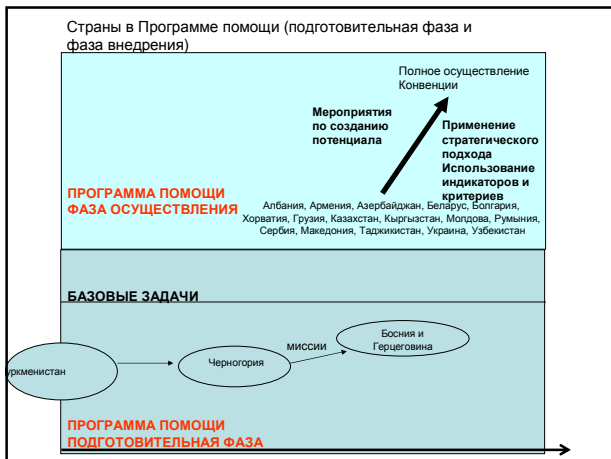 Страны в Программе помощи (подготовительная фаза и
фаза внедрения)
Полное осуществление
Конвенции
Мероприятия
по созданию
потенциала
Применение
стратегического
подхода
Использование
индикаторов и
критериев
ПРОГРАММА ПОМОЩИ
ФАЗА ОСУЩЕСТВЛЕНИЯ
Албания, Армения, Азербайджан, Беларус, Болгария,
Хорватия, Грузия, Казахстан, Кыргызстан, Молдова, Румыния,
Сербия, Македония, Таджикистан, Украина, Узбекистан
БАЗОВЫЕ ЗАДАЧИ
уркменистан
Черногория
миссии
Босния и
Герцеговина
ПРОГРАММА ПОМОЩИ
ПОДГОТОВИТЕЛЬНАЯ ФАЗА